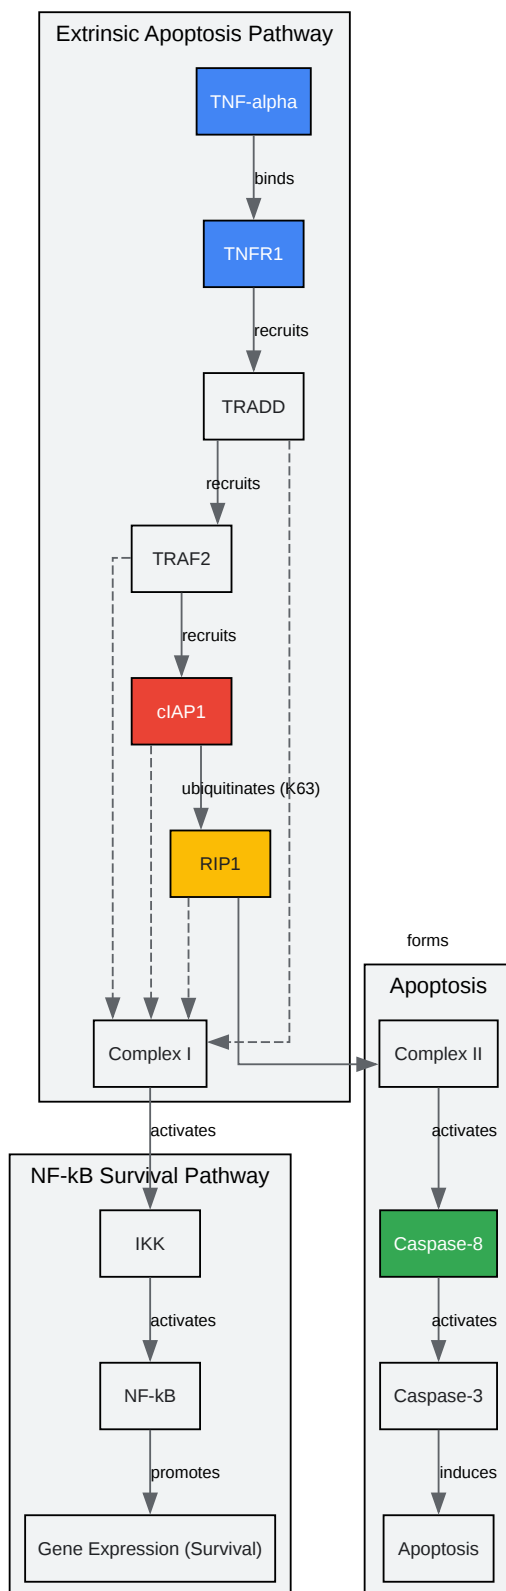 Extrinsic Apoptosis Pathway
TNF-alpha
binds
TNFR1
recruits
TRADD
recruits
TRAF2
recruits
cIAP1
ubiquitinates (K63)
RIP1
forms
Apoptosis
Complex I
Complex II
activates
activates
NF-kB Survival Pathway
IKK
Caspase-8
activates
activates
NF-kB
Caspase-3
promotes
induces
Gene Expression (Survival)
Apoptosis